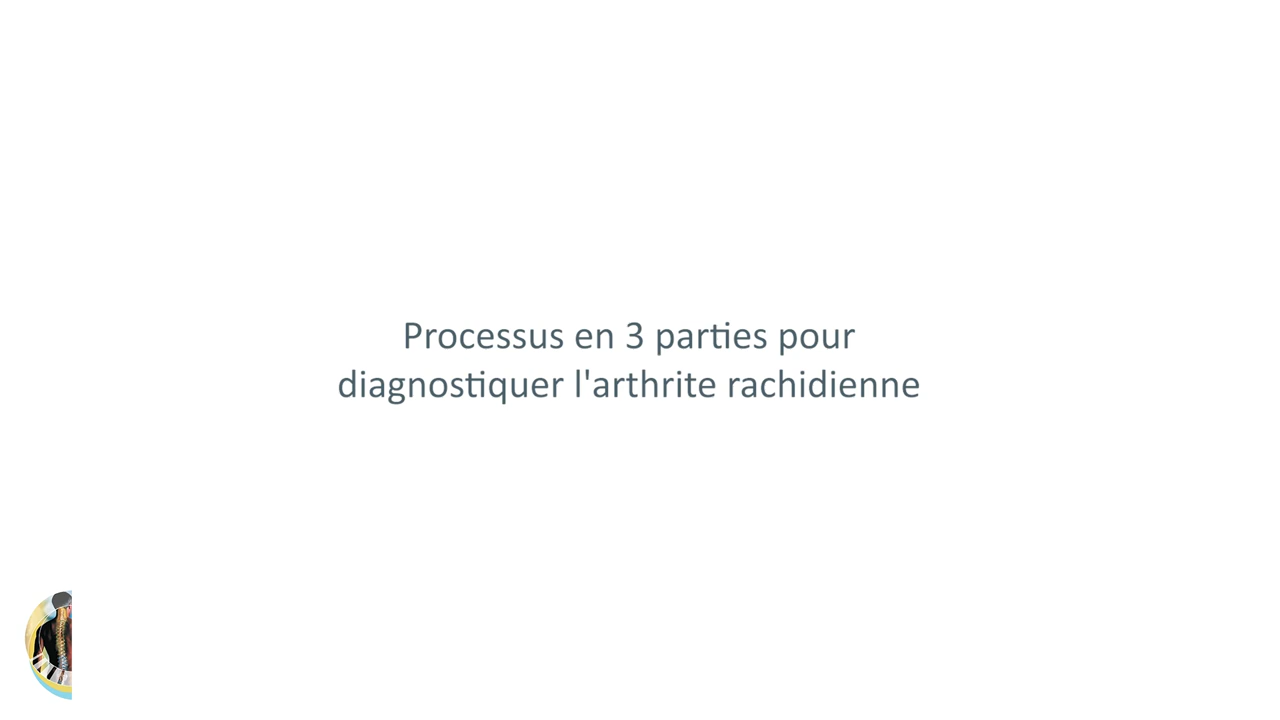 Processus en 3 parties pour
diagnostiquer l'arthrite rachidienne